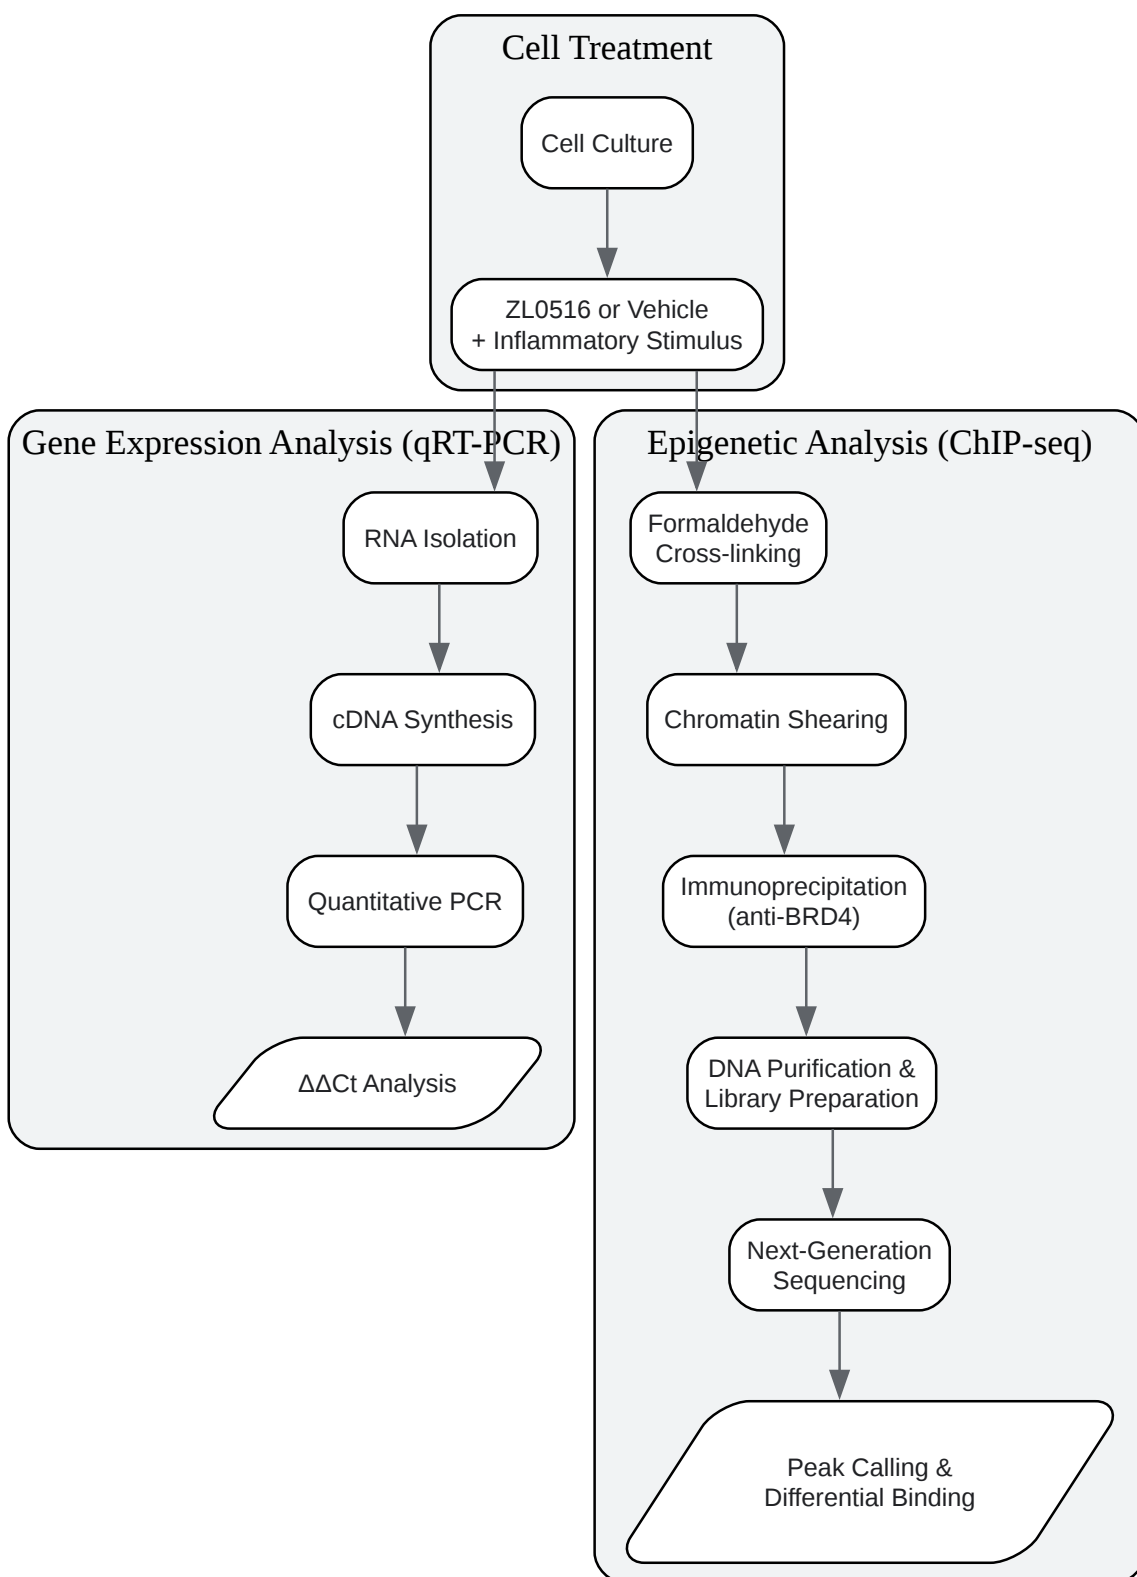 Cell Treatment
Cell Culture
ZL0516 or Vehicle
+ Inflammatory Stimulus
Gene Expression Analysis (qRT-PCR)
RNA Isolation
cDNA Synthesis
Quantitative PCR
ΔΔCt Analysis
Epigenetic Analysis (ChIP-seq)
Formaldehyde
Cross-linking
Chromatin Shearing
Immunoprecipitation
(anti-BRD4)
DNA Purification &
Library Preparation
Next-Generation
Sequencing
Peak Calling &
Differential Binding